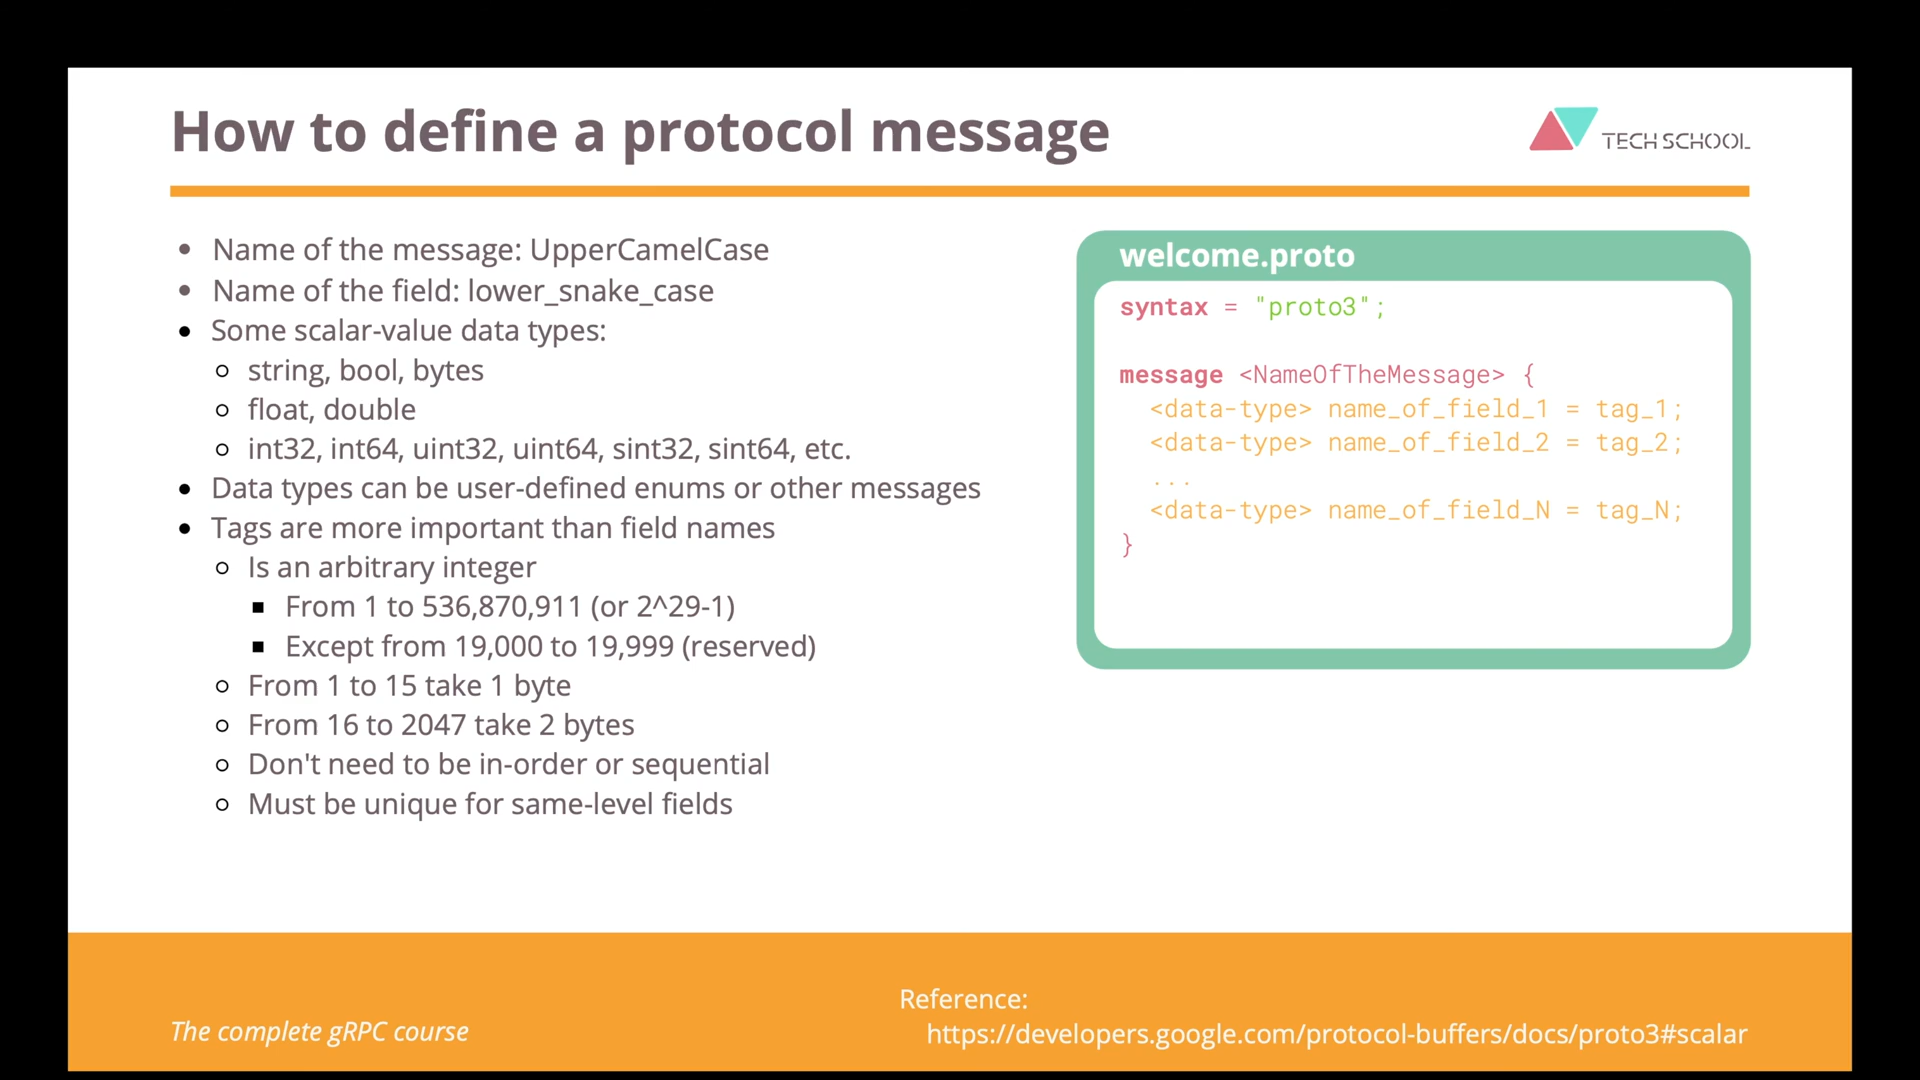 How to define a protocol message
TECH SCHOOL
• Name of the message: UpperCamelCase
• Name of the field: lower_snake_case
• Some scalar-value data types:
○ string, bool, bytes
○ float, double
○ int32, int64, uint32, uint64, sint32, sint64, etc.
• Data types can be user-defined enums or other messages
• Tags are more important than field names
○ Is an arbitrary integer
■ From 1 to 536,870,911 (or 2^29-1)
■ Except from 19,000 to 19,999 (reserved)
○ From 1 to 15 take 1 byte
○ From 16 to 2047 take 2 bytes
○ Don't need to be in-order or sequential
○ Must be unique for same-level fields
welcome.proto
syntax = "proto3";
message <NameOfTheMessage> {
<data-type> name_of_field_1 = tag_1;
<data-type> name_of_field_2 = tag_2;
...
<data-type> name_of_field_N = tag_N;
}
The complete gRPC course
Reference:
https://developers.google.com/protocol-buffers/docs/proto3#scalar